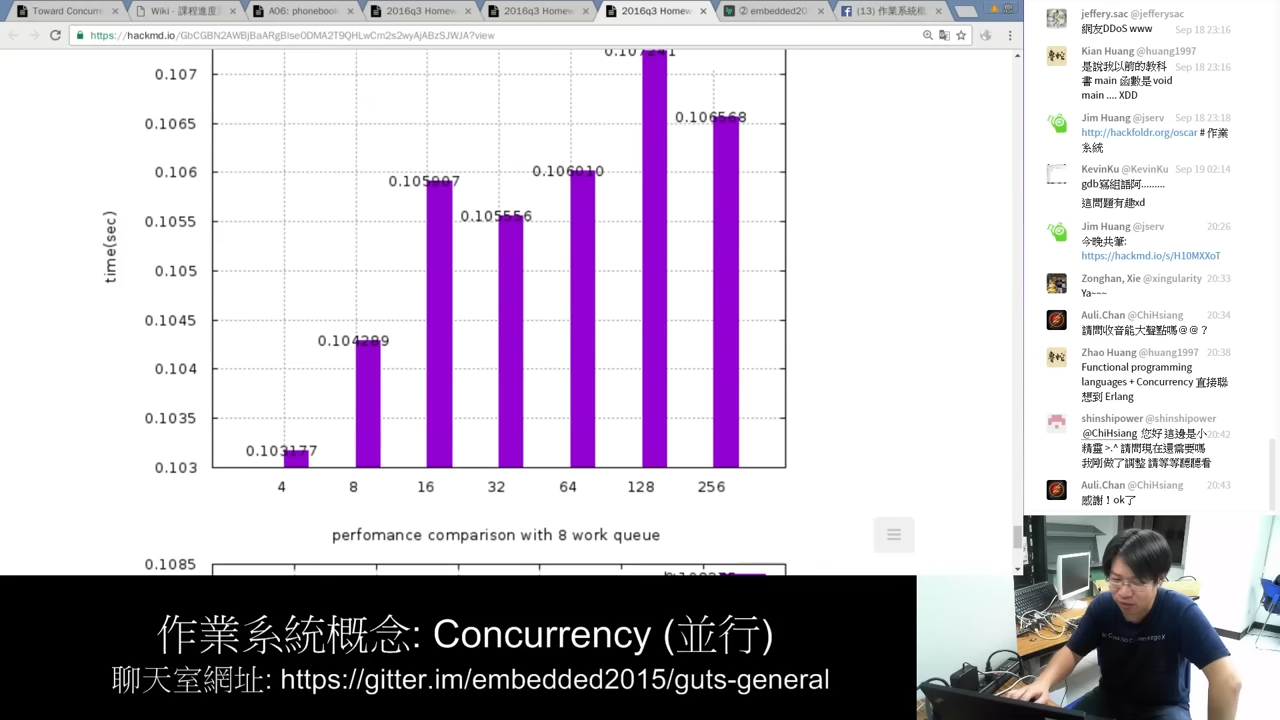 Toward Concurre
Wiki - 課程進度
A06: phonebook
2016q3 Homew
2016q3 Homew
2016q3 Homew
② embedded20
(13) 作業系統概
https://hackmd.io/GbCGBN2AWBjBaARgBIse0DMA2T9QHLwCm2s2wyAjABzSJWJA?view
0.107241
0.107
0.1065
0.106568
0.106
0.106010
0.105907
0.1055
0.105556
time(sec)
0.105
0.1045
0.104289
0.104
0.1035
0.103177
0.103
4 8 16 32 64 128 256
perfomance comparison with 8 work queue
0.1085
jeffery.sac @jefferysac
網友DDoS www Sep 18 23:16
Kian Huang @huang1997
是說我以前的教科 Sep 18 23:16
書 main 函數是 void
main .... XDD
Jim Huang @jserv Sep 18 23:18
http://hackfoldr.org/oscar # 作業
系統
KevinKu @KevinKu Sep 19 02:14
gdb寫組語阿.........
這問題有趣xd
Jim Huang @jserv 20:26
今晚共筆:
https://hackmd.io/s/H10MXXoT
Zonghan, Xie @xingularity 20:33
Ya~~~
Auli.Chan @ChiHsiang 20:34
請問收音能大聲點嗎＠＠？
Zhao Huang @huang1997 20:38
Functional programming
languages + Concurrency 直接聯
想到 Erlang
shinshipower @shinshipower
@ChiHsiang 您好 這邊是小 20:42
精靈 >.^ 請問現在還需要嗎
我剛做了調整 請等等聽聽看
Auli.Chan @ChiHsiang 20:43
感謝！ok了
作業系統概念: Concurrency (並行)
聊天室網址: https://gitter.im/embedded2015/guts-general